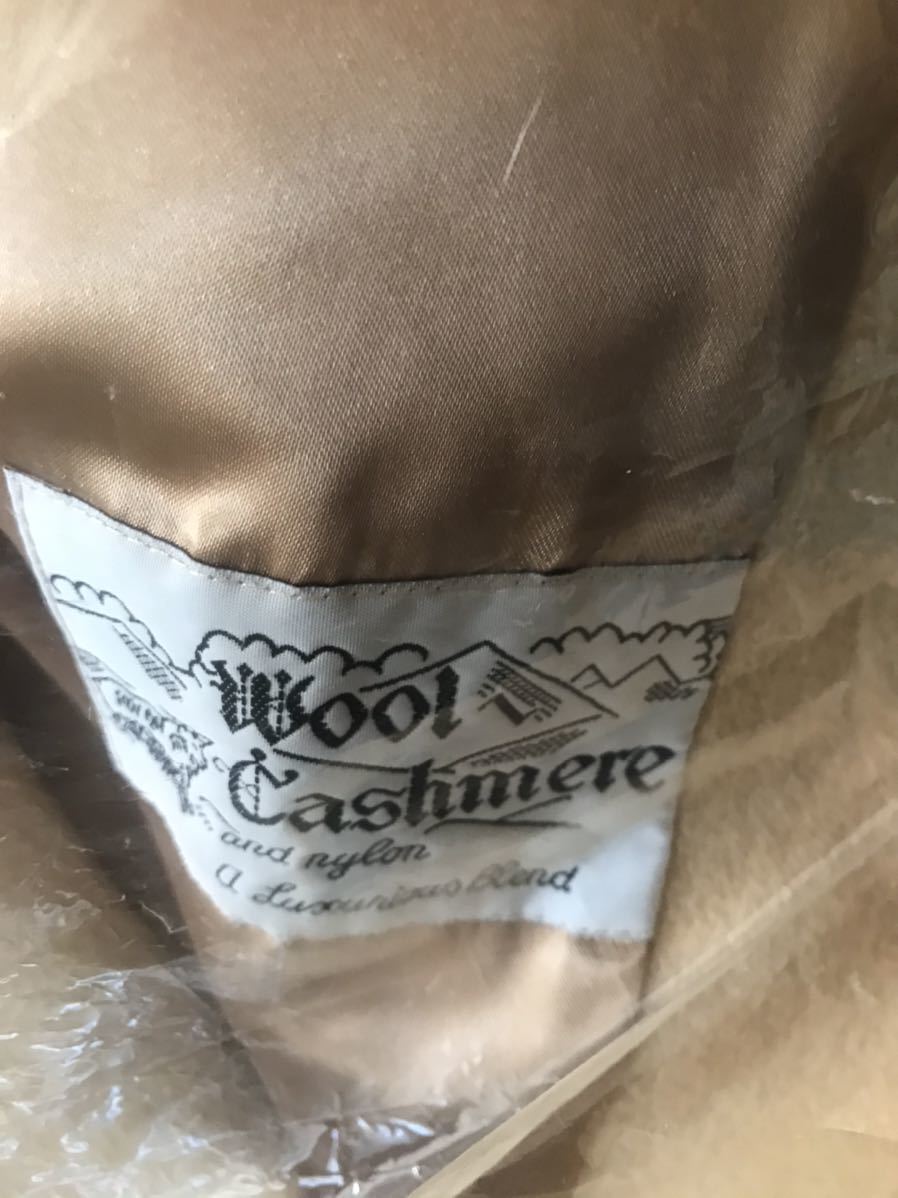 Wool
Cashmere
and nylon
a Luxurious blend